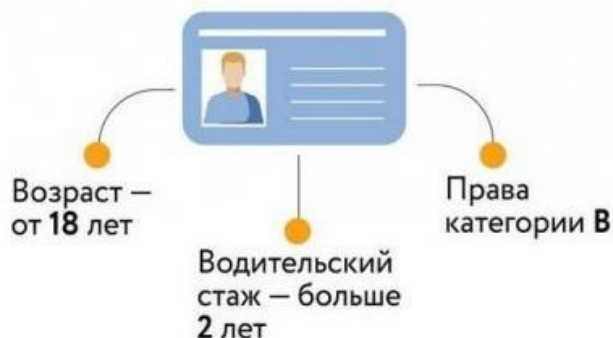 Возраст —
от 18 лет
Водительский
стаж — больше
2 лет
Права
категории В